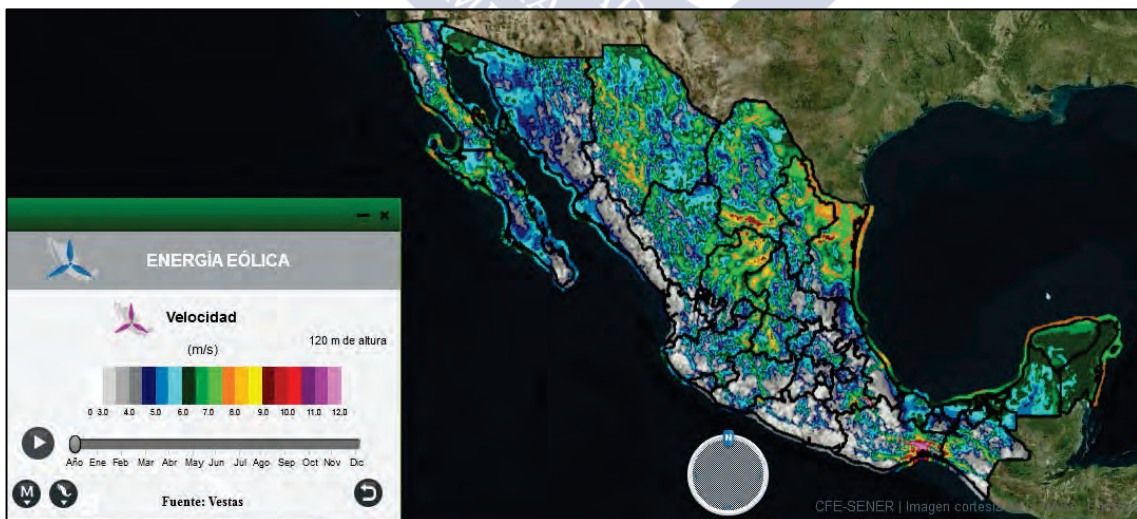 ENERGÍA EÓLICA
Velocidad
(m/s)
120 m de altura
0 3.0 4.0 5.0 6.0 7.0 8.0 9.0 10.0 11.0 12.0
Año Ene Feb Mar Abr May Jun Jul Ago Sep Oct Nov Dic
M
Fuente: Vestas
N
CFE-SENER | Imagen cortesía